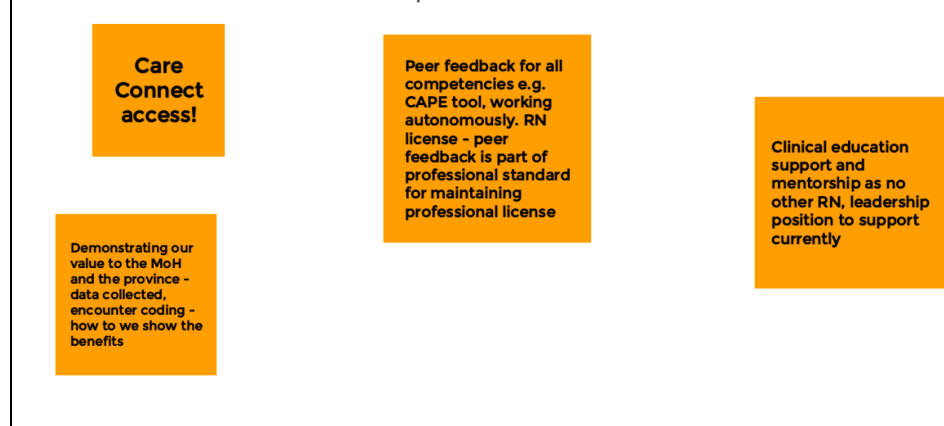 Care
Connect
access!
Peer feedback for all
competencies e.g.
CAPE tool, working
autonomously. RN
license - peer
feedback is part of
professional standard
for maintaining
professional license
Clinical education
support and
mentorship as no
other RN, leadership
position to support
currently
Demonstrating our
value to the MoH
and the province -
data collected,
encounter coding -
how to we show the
benefits